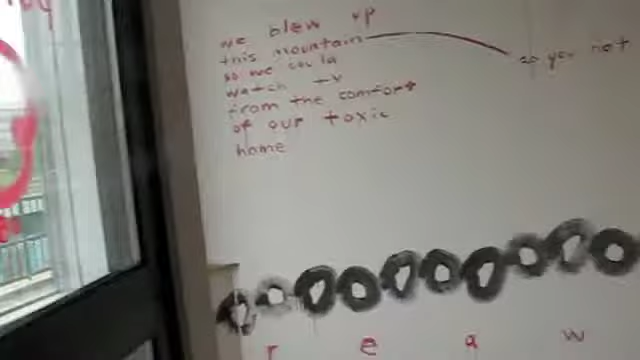 we blew up
this mountain
so you not
so we could
watch tv
from the comfort
of our toxic
home
r e a w